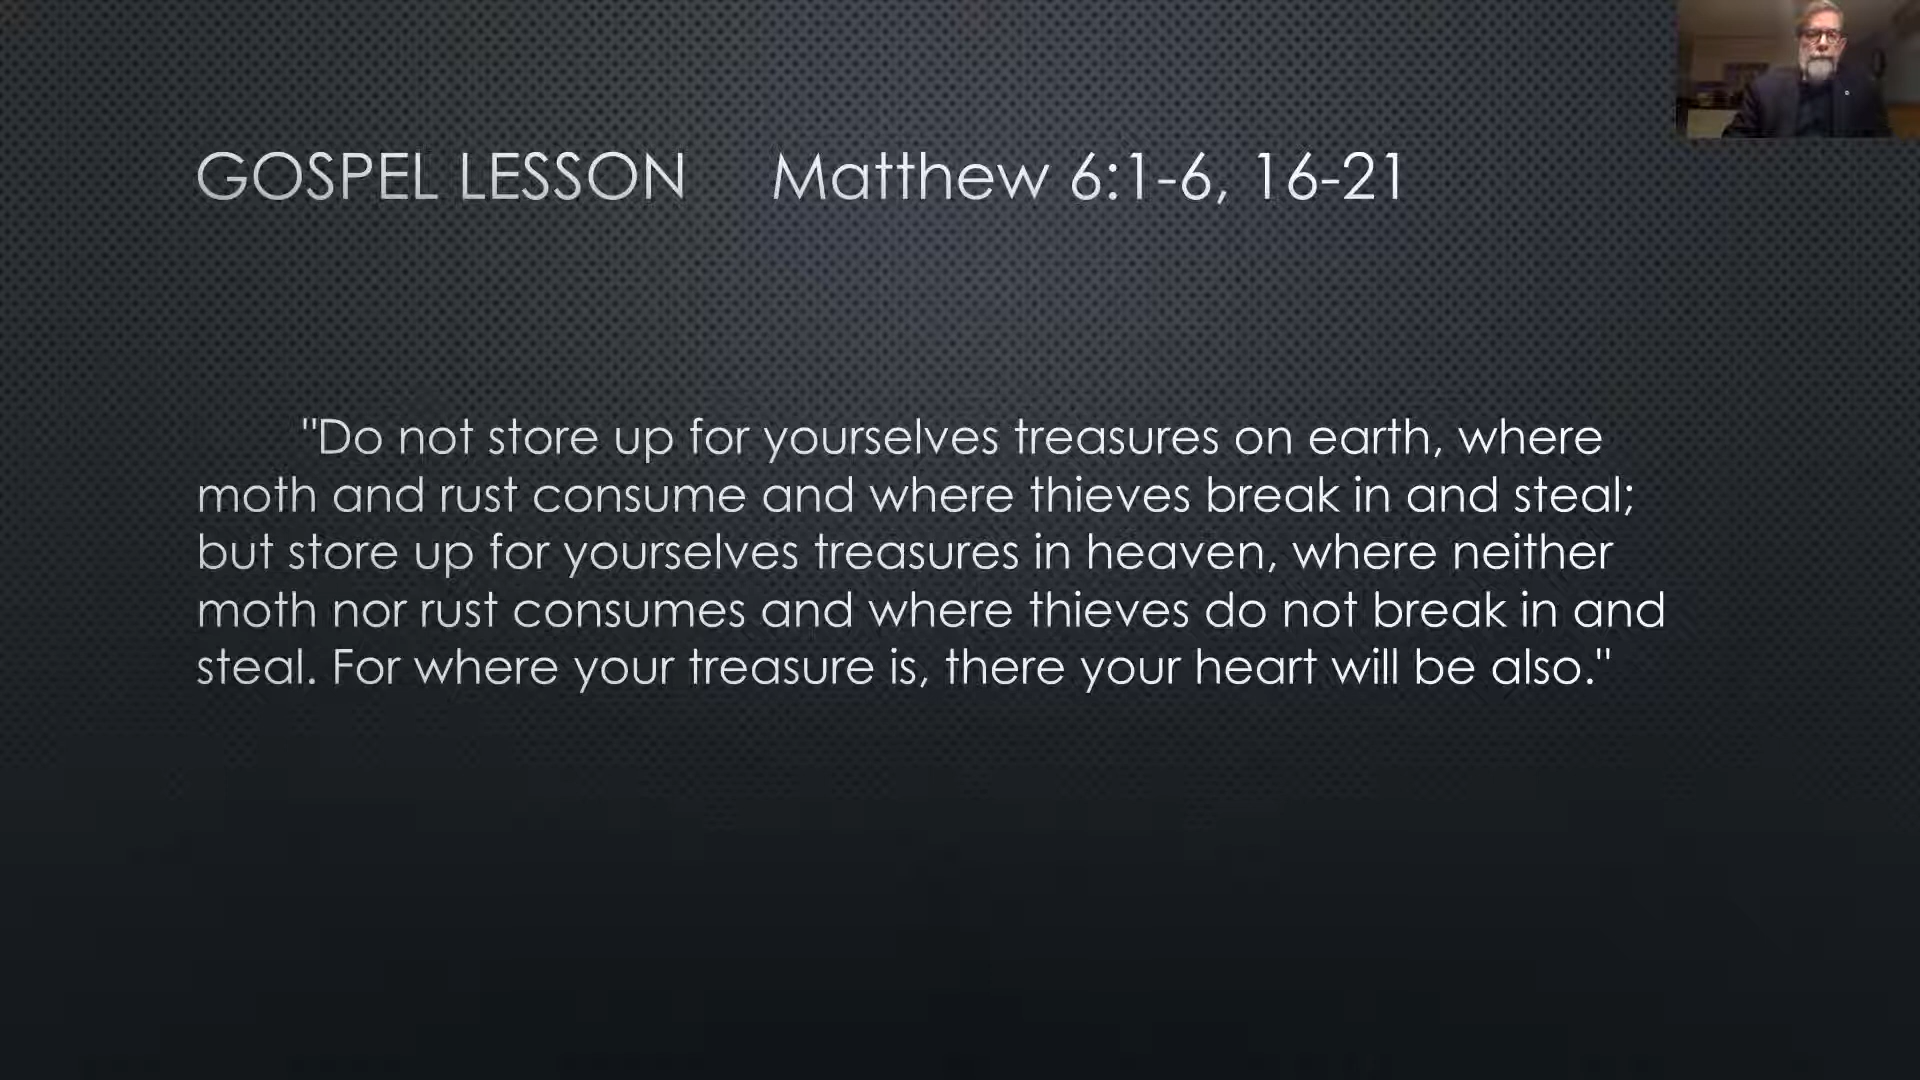 GOSPEL LESSON Matthew 6:1-6, 16-21
"Do not store up for yourselves treasures on earth, where
moth and rust consume and where thieves break in and steal;
but store up for yourselves treasures in heaven, where neither
moth nor rust consumes and where thieves do not break in and
steal. For where your treasure is, there your heart will be also."